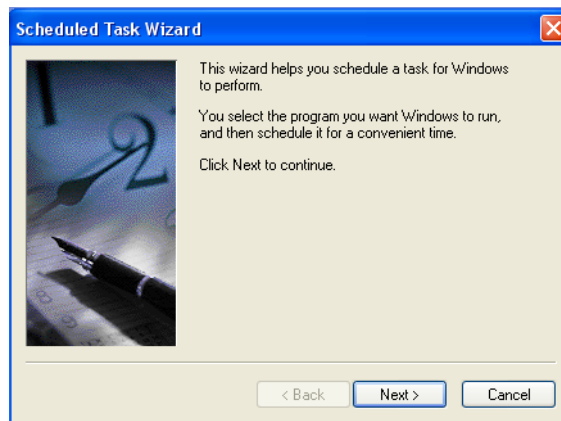 Scheduled Task Wizard
This wizard helps you schedule a task for Windows
to perform.
You select the program you want Windows to run,
and then schedule it for a convenient time.
Click Next to continue.
< Back Next > Cancel